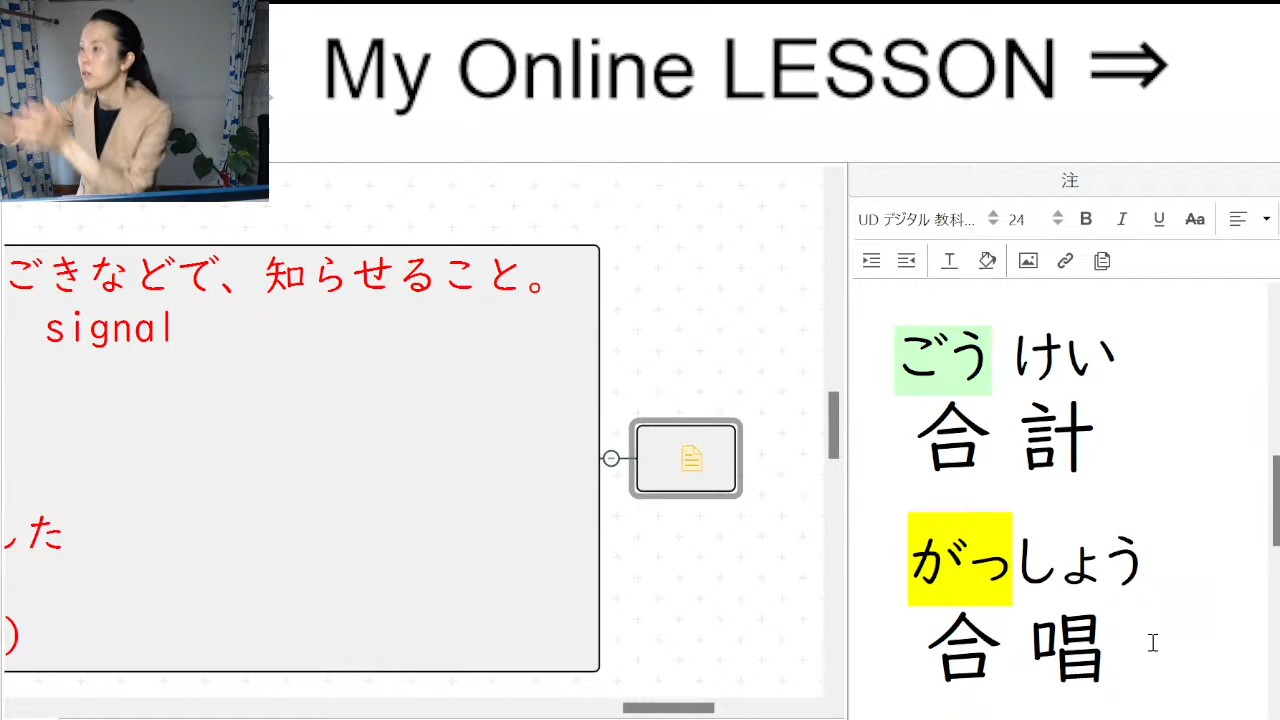 My Online LESSON ⇒
ごきなどで、知らせること。
signal
した
)
注
UD デジタル 教科... 24 B I U Aa
T
ごう けい
合 計
がっしょう
合 唱